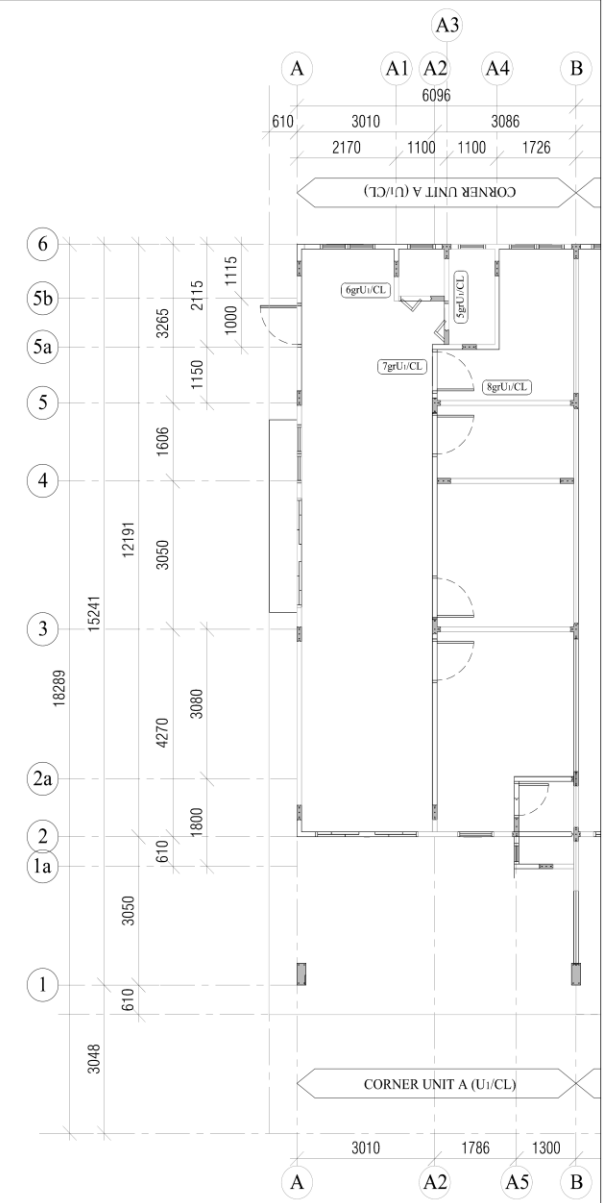 A3
A A1 A2 A4 B
6096
610 3010 3086
2170 1100 1100 1726
CORNER UNIT A (U1/CL)
6
5b
5a
5
4
3
2a
2
1a
1
1115
1000
2115
1150
3265
1606
3050
4270
610
3080
1800
12191
3050
610
15241
3048
18289
6grU1/CL
5grU1/CL
7grU1/CL
8grU1/CL
CORNER UNIT A (U1/CL)
3010 1786 1300
A A2 A5 B